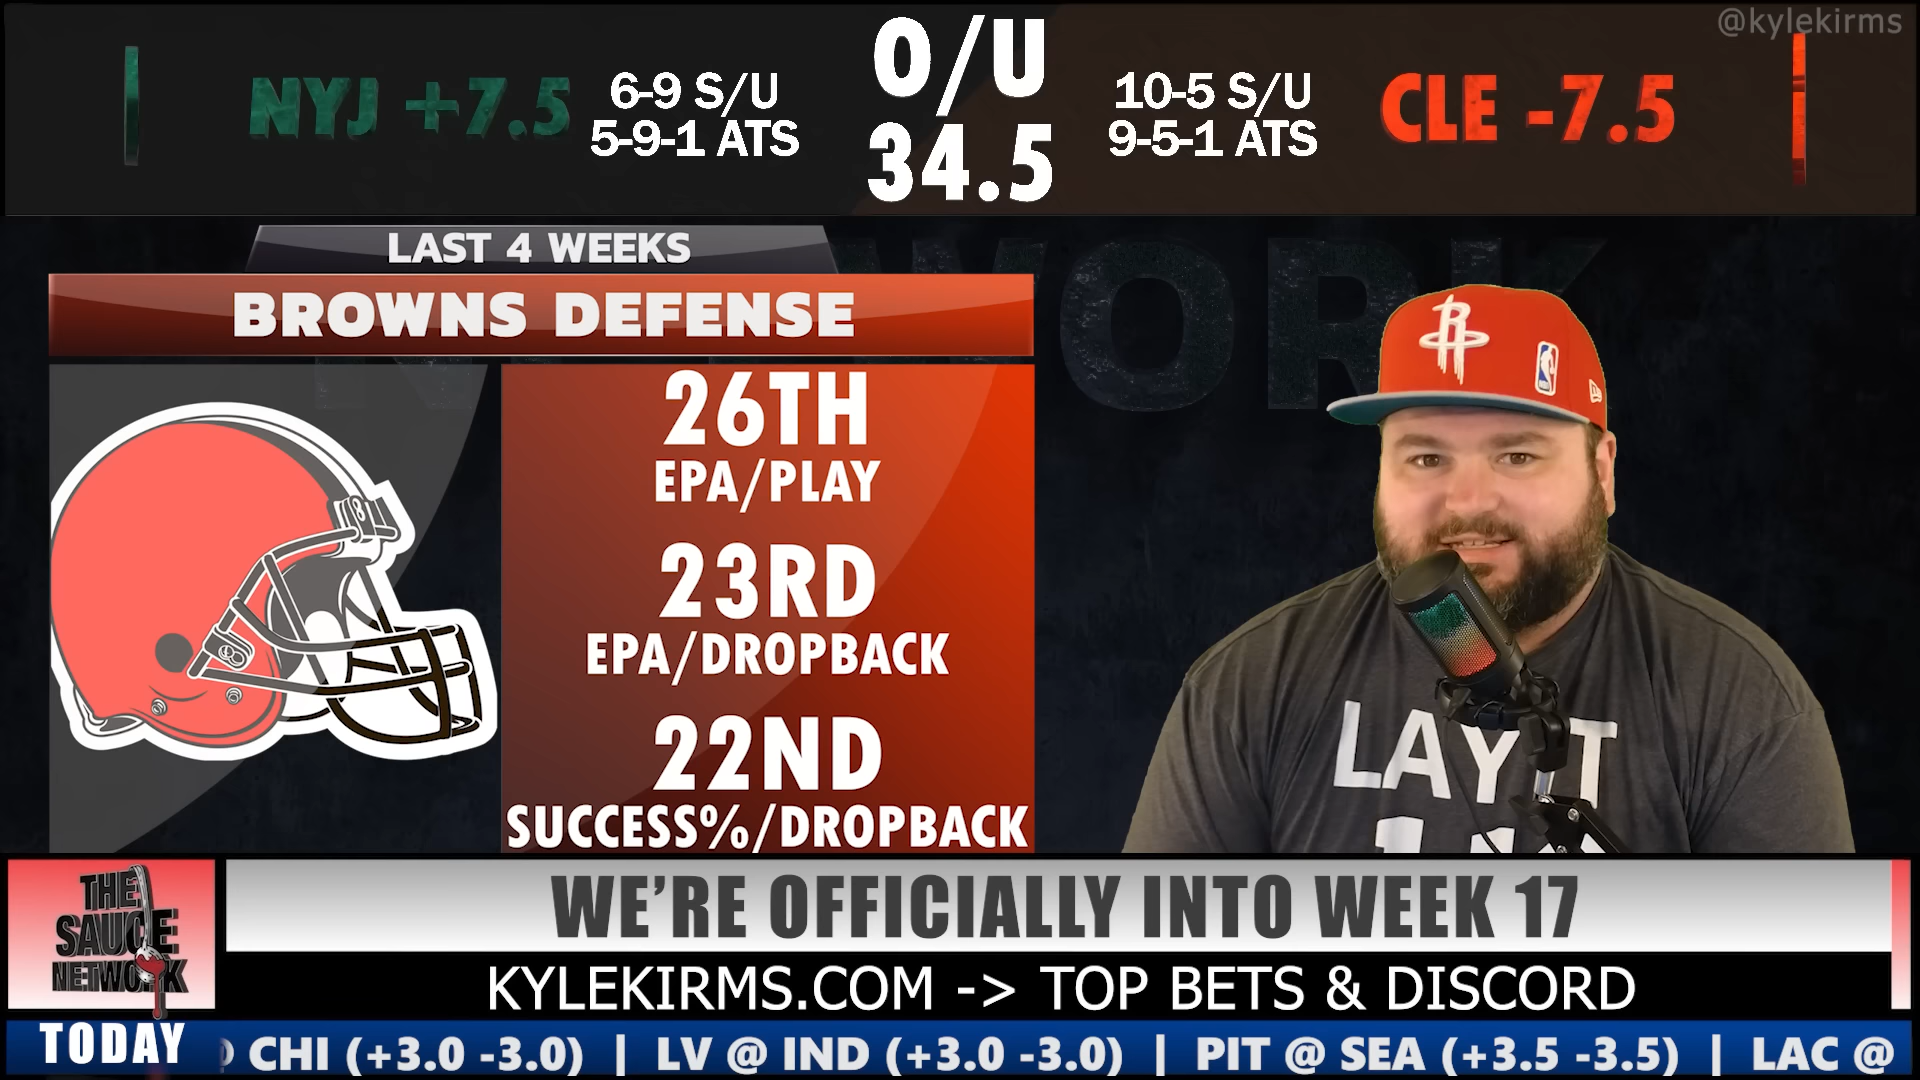 @kylekirms
NYJ +7.5
6-9 S/U
5-9-1 ATS
O/U
34.5
10-5 S/U
9-5-1 ATS
CLE -7.5
LAST 4 WEEKS
BROWNS DEFENSE
26TH
EPA/PLAY
23RD
EPA/DROPBACK
22ND
SUCCESS%/DROPBACK
WORK
R
LAY T
THE
SAUCE
NETWORK
WE'RE OFFICIALLY INTO WEEK 17
KYLEKIRMS.COM -> TOP BETS & DISCORD
TODAY
CHI (+3.0 -3.0) | LV @ IND (+3.0 -3.0) | PIT @ SEA (+3.5 -3.5) | LAC @